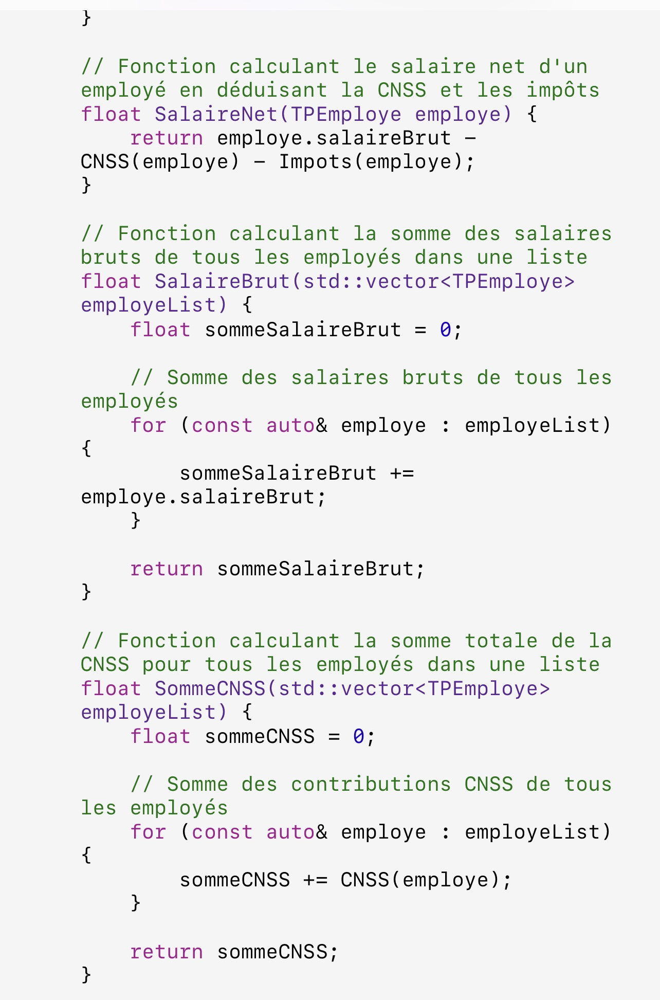 }
// Fonction calculant le salaire net d'un
employé en déduisant la CNSS et les impôts
float SalaireNet(TPEmploye employe) {
    return employe.salaireBrut -
CNSS(employe) - Impots(employe);
}
// Fonction calculant la somme des salaires
bruts de tous les employés dans une liste
float SalaireBrut(std::vector<TPEmploye>
employeList) {
    float sommeSalaireBrut = 0;
    // Somme des salaires bruts de tous les
employés
    for (const auto& employe : employeList)
{
        sommeSalaireBrut +=
employe.salaireBrut;
    }
    return sommeSalaireBrut;
}
// Fonction calculant la somme totale de la
CNSS pour tous les employés dans une liste
float SommeCNSS(std::vector<TPEmploye>
employeList) {
    float sommeCNSS = 0;
    // Somme des contributions CNSS de tous
les employés
    for (const auto& employe : employeList)
{
        sommeCNSS += CNSS(employe);
    }
    return sommeCNSS;
}